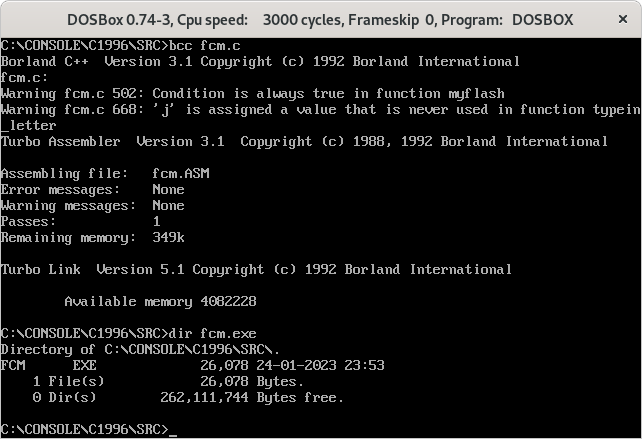 DOSBox 0.74-3, Cpu speed:    3000 cycles, Frameskip  0, Program:   DOSBOX
C:\CONSOLE\C1996\SRC>bcc fcm.c
Borland C++  Version 3.1 Copyright (c) 1992 Borland International
fcm.c:
Warning fcm.c 502: Condition is always true in function myflash
Warning fcm.c 668: 'j' is assigned a value that is never used in function typein
_letter
Turbo Assembler  Version 3.1  Copyright (c) 1988, 1992 Borland International

Assembling file:   fcm.ASM
Error messages:    None
Warning messages:  None
Passes:            1
Remaining memory:  349k

Turbo Link  Version 5.1 Copyright (c) 1992 Borland International

        Available memory 4082228

C:\CONSOLE\C1996\SRC>dir fcm.exe
Directory of C:\CONSOLE\C1996\SRC\.
FCM      EXE             26,078 24-01-2023 23:53
    1 File(s)            26,078 Bytes.
    0 Dir(s)       262,111,744 Bytes free.

C:\CONSOLE\C1996\SRC>_